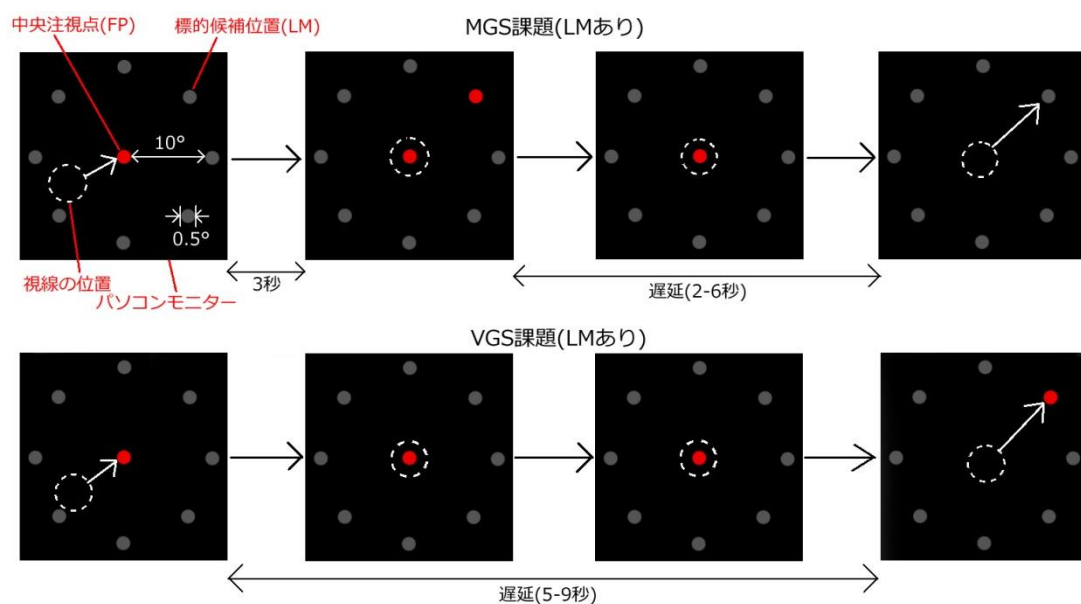 中央注視点(FP)
標的候補位置(LM)
MGS課題(LMあり)
10°
0.5°
視線の位置
パソコンモニター
3秒
遅延(2-6秒)
VGS課題(LMあり)
遅延(5-9秒)